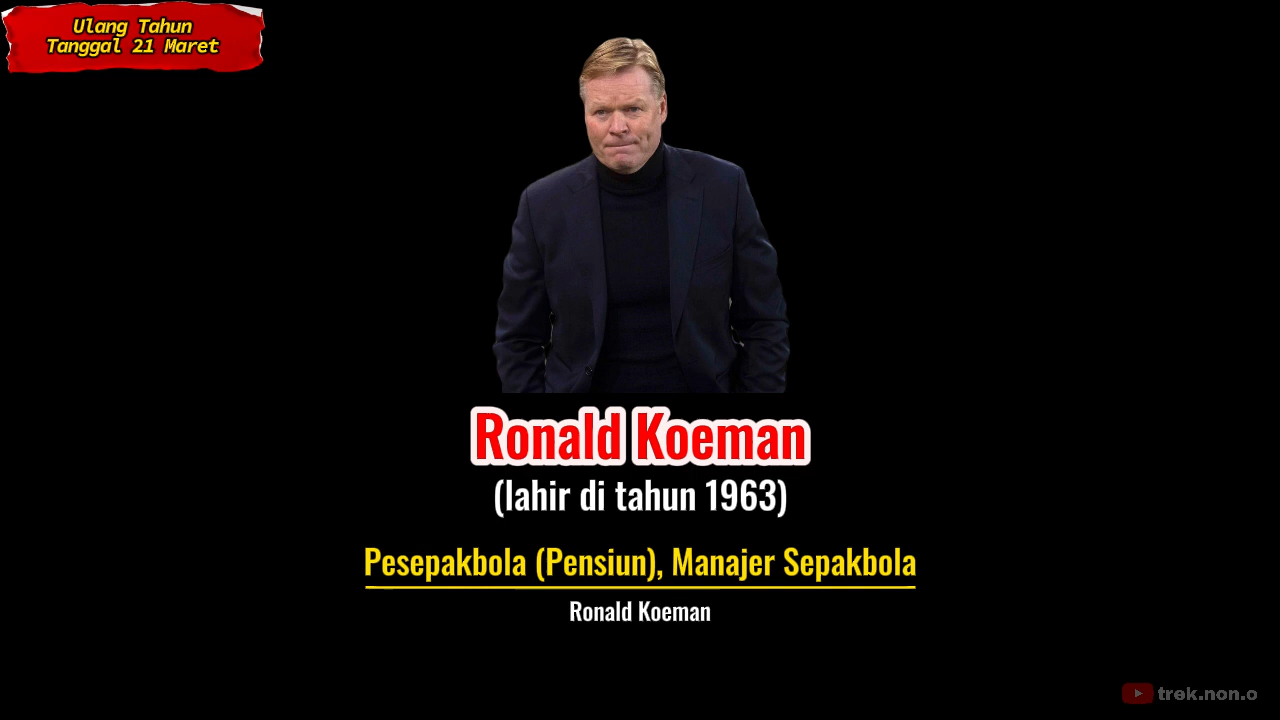 Ulang Tahun
Tanggal 21 Maret
Ronald Koeman
(lahir di tahun 1963)
Pesepakbola (Pensiun), Manajer Sepakbola
Ronald Koeman
trek.non.o